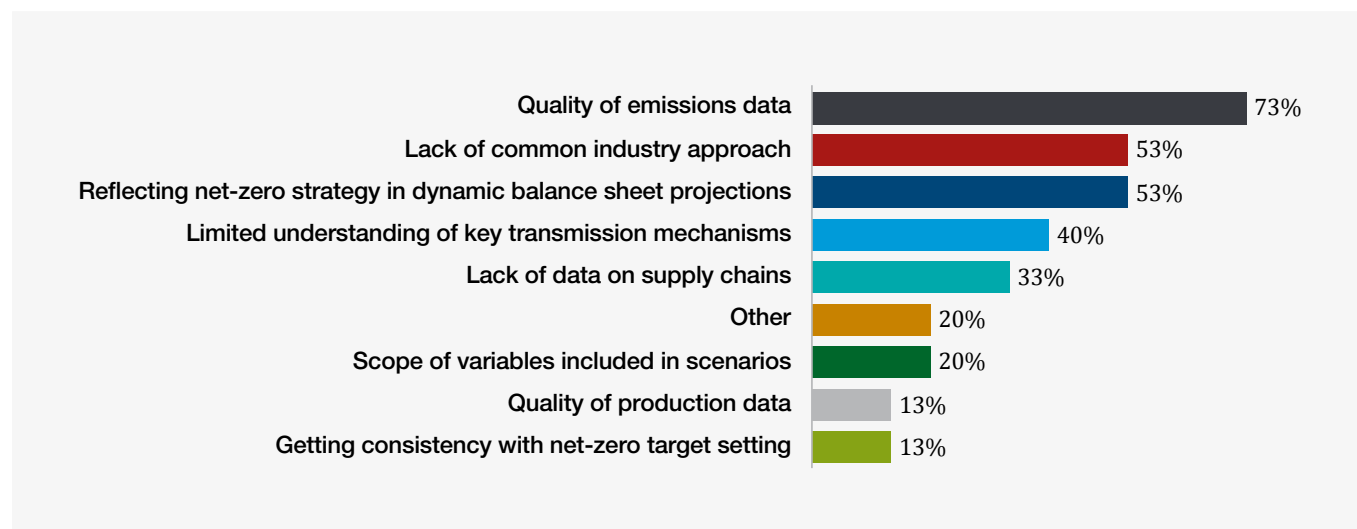 Quality of emissions data 73%
Lack of common industry approach 53%
Reflecting net-zero strategy in dynamic balance sheet projections 53%
Limited understanding of key transmission mechanisms 40%
Lack of data on supply chains 33%
Other 20%
Scope of variables included in scenarios 20%
Quality of production data 13%
Getting consistency with net-zero target setting 13%